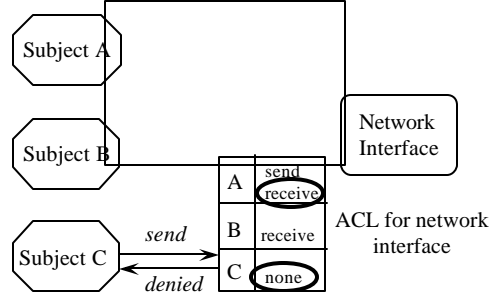 Subject A
Subject B
Network
Interface
A
send
receive
B
receive
ACL for network
interface
Subject C
send
denied
C
none